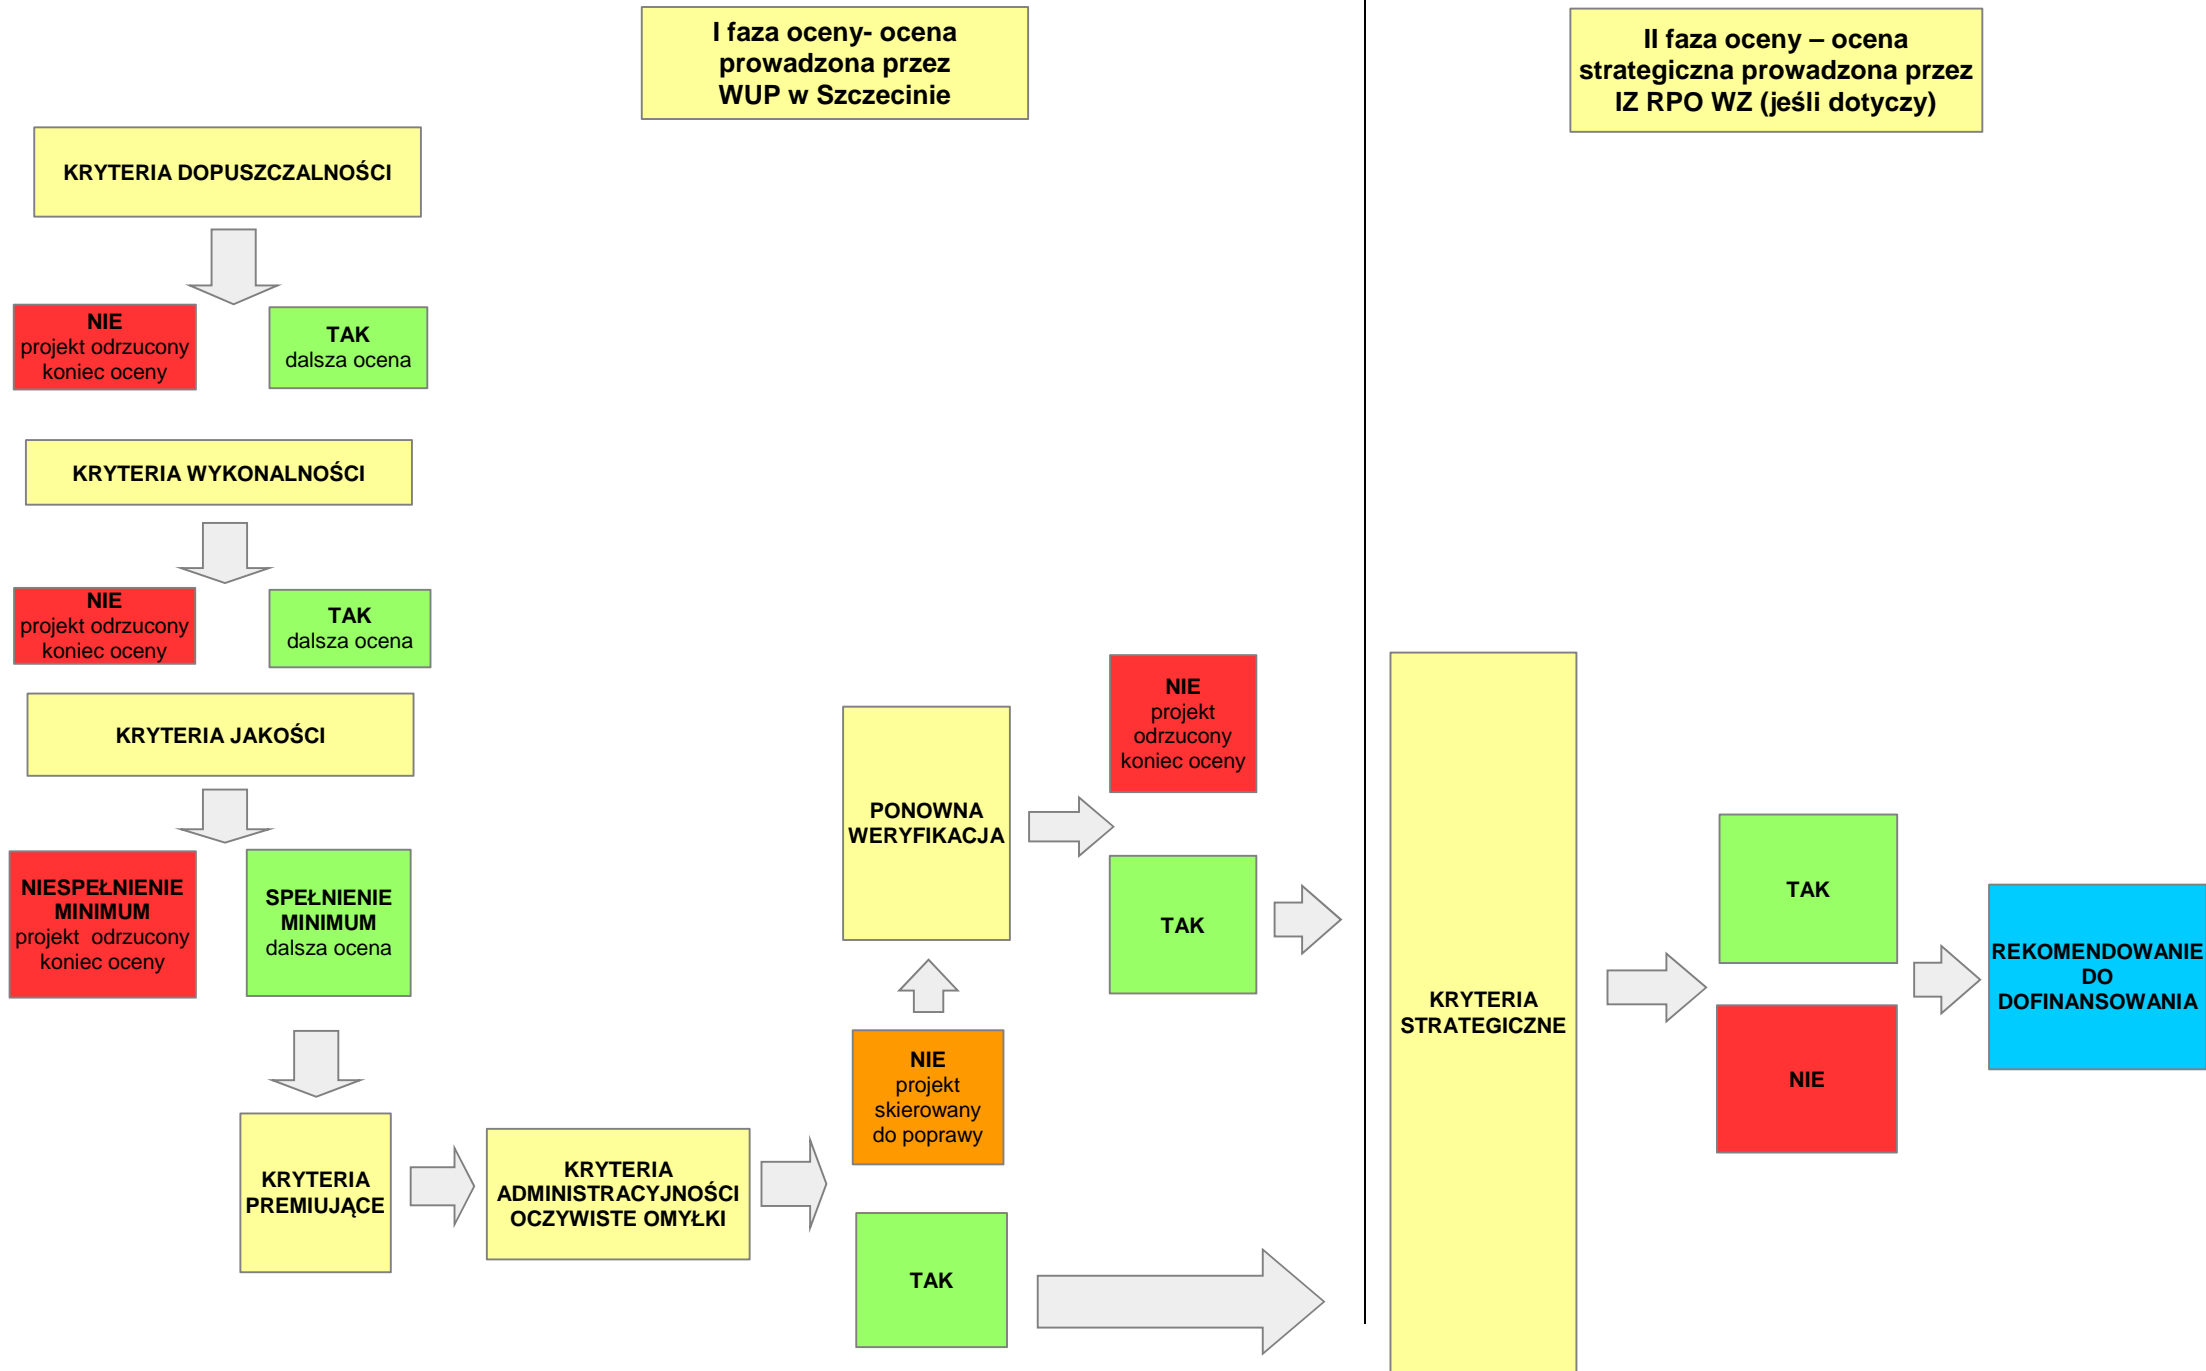 I faza oceny- ocena
prowadzona przez
WUP w Szczecinie
II faza oceny – ocena
strategiczna prowadzona przez
IZ RPO WZ (jeśli dotyczy)
KRYTERIA DOPUSZCZALNOŚCI
NIE
projekt odrzucony
koniec oceny
TAK
dalsza ocena
KRYTERIA WYKONALNOŚCI
NIE
projekt odrzucony
koniec oceny
TAK
dalsza ocena
KRYTERIA JAKOŚCI
NIESPEŁNIENIE
MINIMUM
projekt odrzucony
koniec oceny
SPEŁNIENIE
MINIMUM
dalsza ocena
KRYTERIA
PREMIUJĄCE
KRYTERIA
ADMINISTRACYJNOŚCI
OCZYWISTE OMYŁKI
NIE
projekt
skierowany
do poprawy
TAK
PONOWNA
WERYFIKACJA
NIE
projekt
odrzucony
koniec oceny
TAK
KRYTERIA
STRATEGICZNE
TAK
NIE
REKOMENDOWANIE
DO
DOFINANSOWANIA